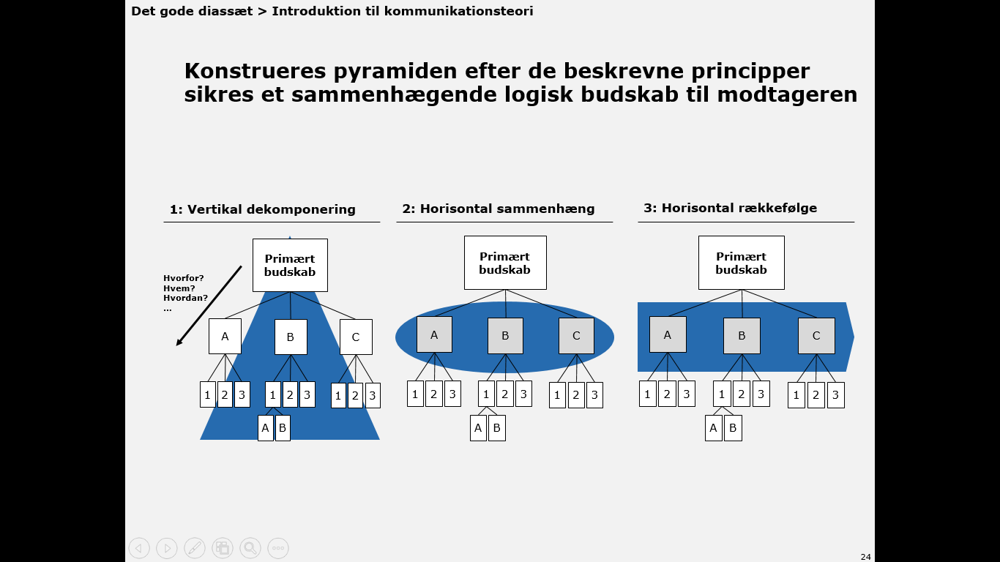 Det gode diassæt > Introduktion til kommunikationsteori
Konstrueres pyramiden efter de beskrevne principper
sikres et sammenhægende logisk budskab til modtageren
1: Vertikal dekomponering
Primært
budskab
Hvorfor?
Hvem?
Hvordan?
...
A B C
1 2 3 1 2 3 1 2 3
A B
2: Horisontal sammenhæng
Primært
budskab
A B C
1 2 3 1 2 3 1 2 3
A B
3: Horisontal rækkefølge
Primært
budskab
A B C
1 2 3 1 2 3 1 2 3
A B
24